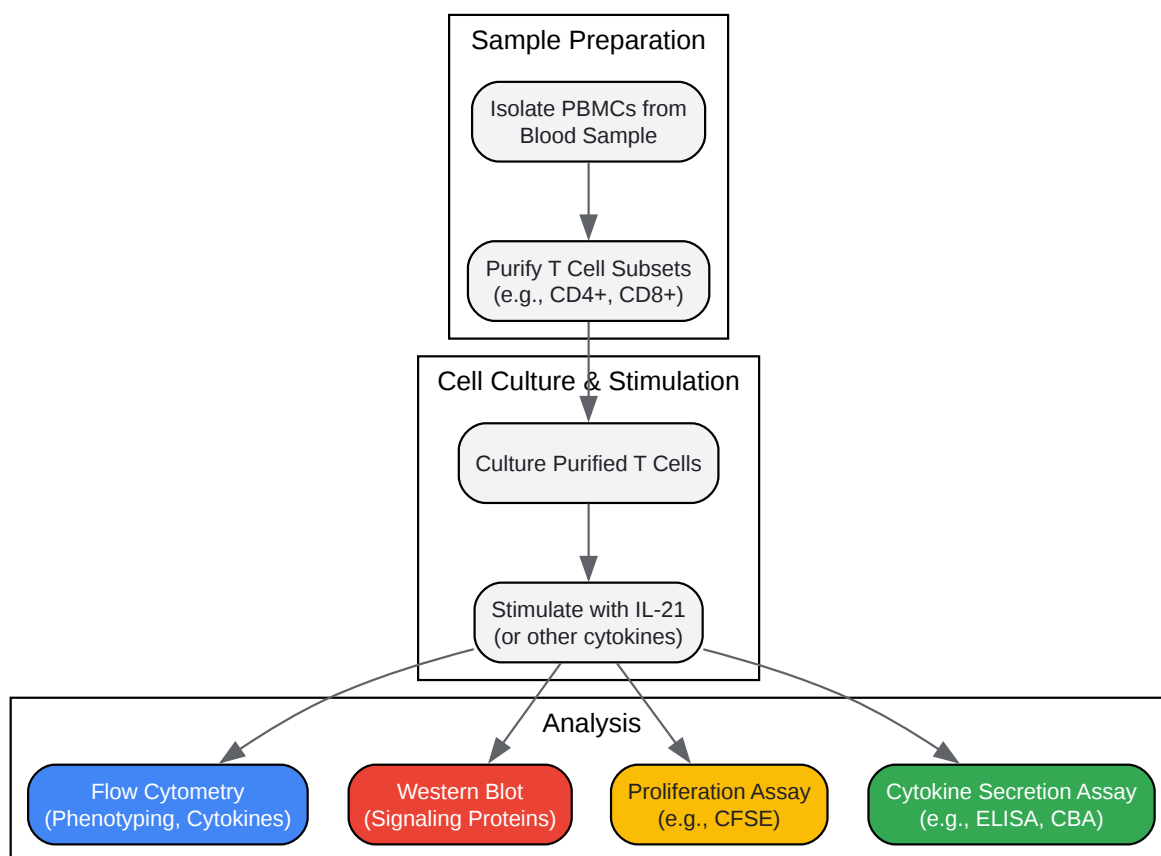 Sample Preparation
Isolate PBMCs from
Blood Sample
Purify T Cell Subsets
(e.g., CD4+, CD8+)
Cell Culture & Stimulation
Culture Purified T Cells
Stimulate with IL-21
(or other cytokines)
Analysis
Flow Cytometry
(Phenotyping, Cytokines)
Western Blot
(Signaling Proteins)
Proliferation Assay
(e.g., CFSE)
Cytokine Secretion Assay
(e.g., ELISA, CBA)